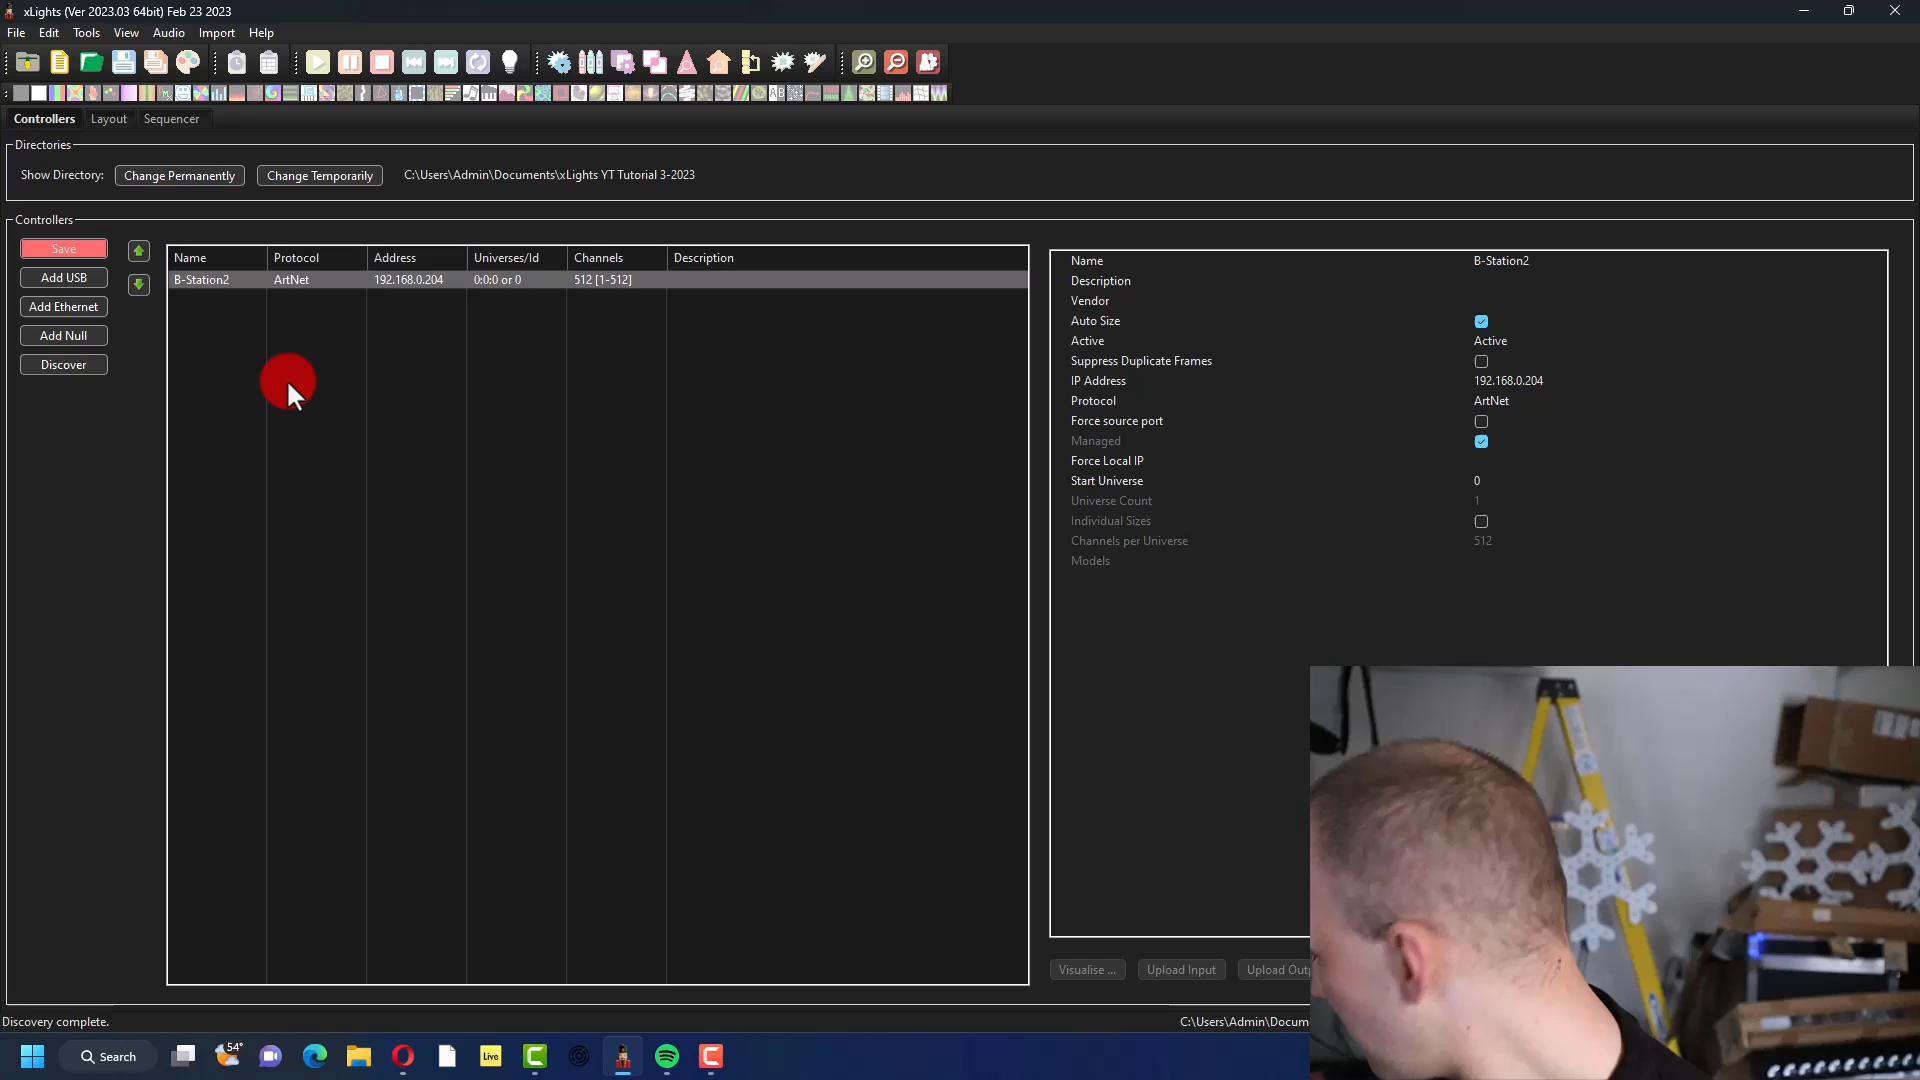 xLights (Ver 2023.03 64bit) Feb 23 2023
File Edit Tools View Audio Import Help
Controllers Layout Sequencer
Directories
Show Directory: Change Permanently Change Temporarily C:\Users\Admin\Documents\xLights YT Tutorial 3-2023
Controllers
Save
Add USB
Add Ethernet
Add Null
Discover
Name Protocol Address Universes/Id Channels Description
B-Station2 ArtNet 192.168.0.204 0:0:0 or 0 512 [1-512]
Name B-Station2
Description
Vendor
Auto Size
Active Active
Suppress Duplicate Frames
IP Address 192.168.0.204
Protocol ArtNet
Force source port
Managed
Force Local IP
Start Universe 0
Universe Count 1
Individual Sizes
Channels per Universe 512
Models
Visualise ... Upload Input Upload Outp
Discovery complete. C:\Users\Admin\Docum
Search 54° Live